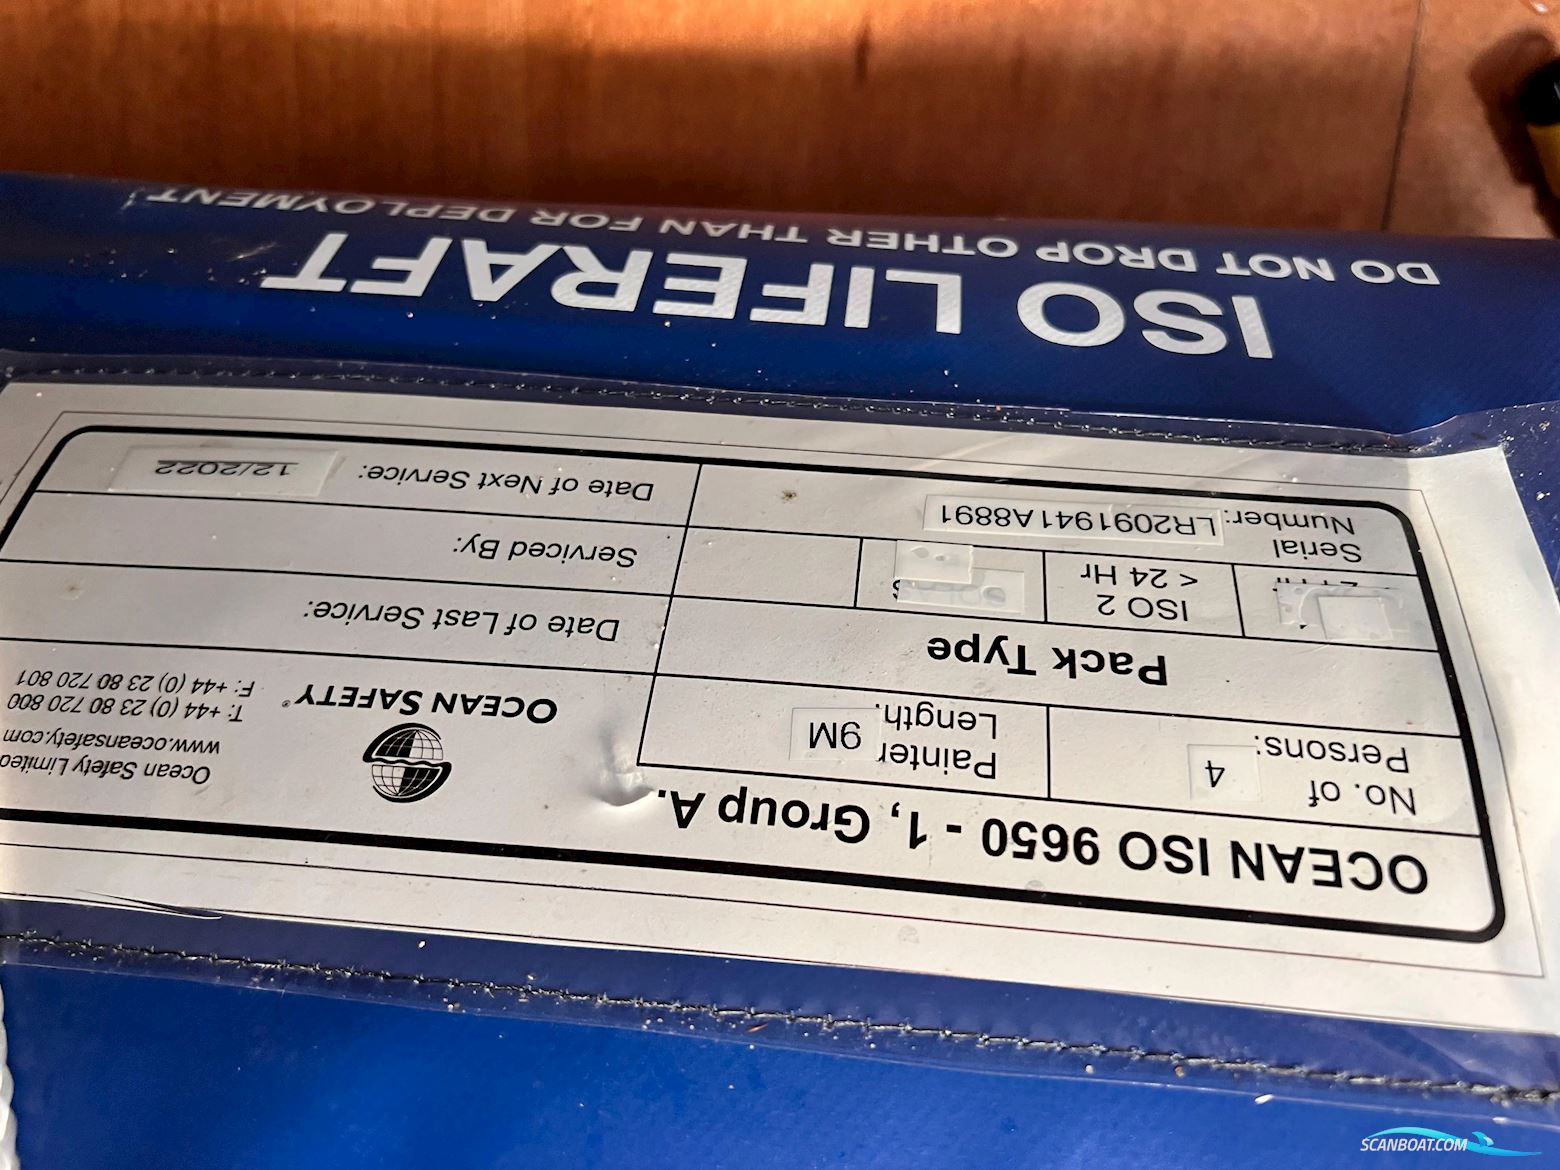 OCEAN ISO 9650 - 1, Group A.
No. of
Persons:
4
Painter
Length.
9M
Pack Type
ISO 2
< 24 Hr
Serial
Number:
LR2091941A8891
OCEAN SAFETY®
Ocean Safety Limited
www.oceansafety.com
T: +44 (0) 23 80 720 800
F: +44 (0) 23 80 720 801
Date of Last Service:
Serviced By:
Date of Next Service:
12/2022
ISO LIFERAFT
DO NOT DROP OTHER THAN FOR DEPLOYMENT
SCANBOAT.COM